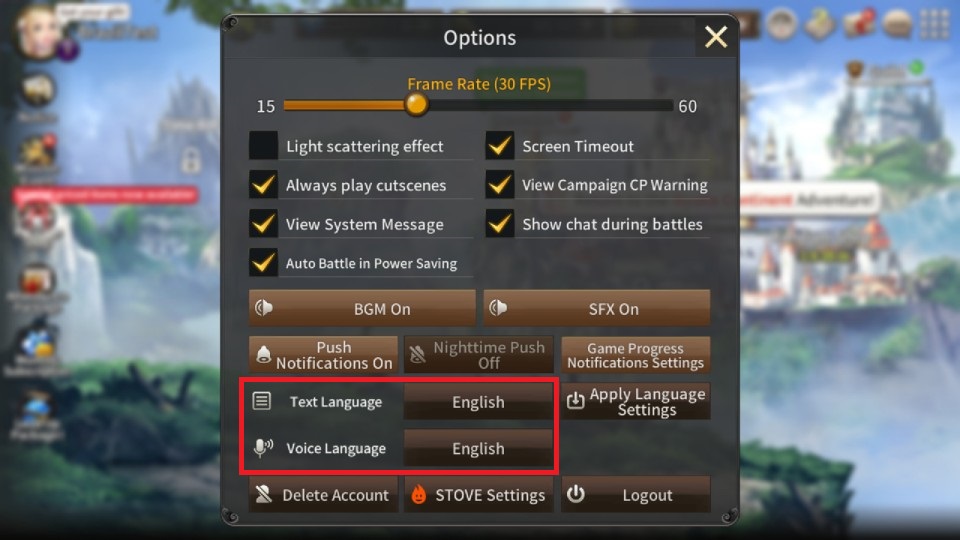 Options
Frame Rate (30 FPS)
15
60
Light scattering effect
Screen Timeout
Always play cutscenes
View Campaign CP Warning
View System Message
Show chat during battles
Auto Battle in Power Saving
BGM On
SFX On
Push
Notifications On
Nighttime Push
Off
Game Progress
Notifications Settings
Text Language
English
Apply Language
Settings
Voice Language
English
Delete Account
STOVE Settings
Logout
Adventure!